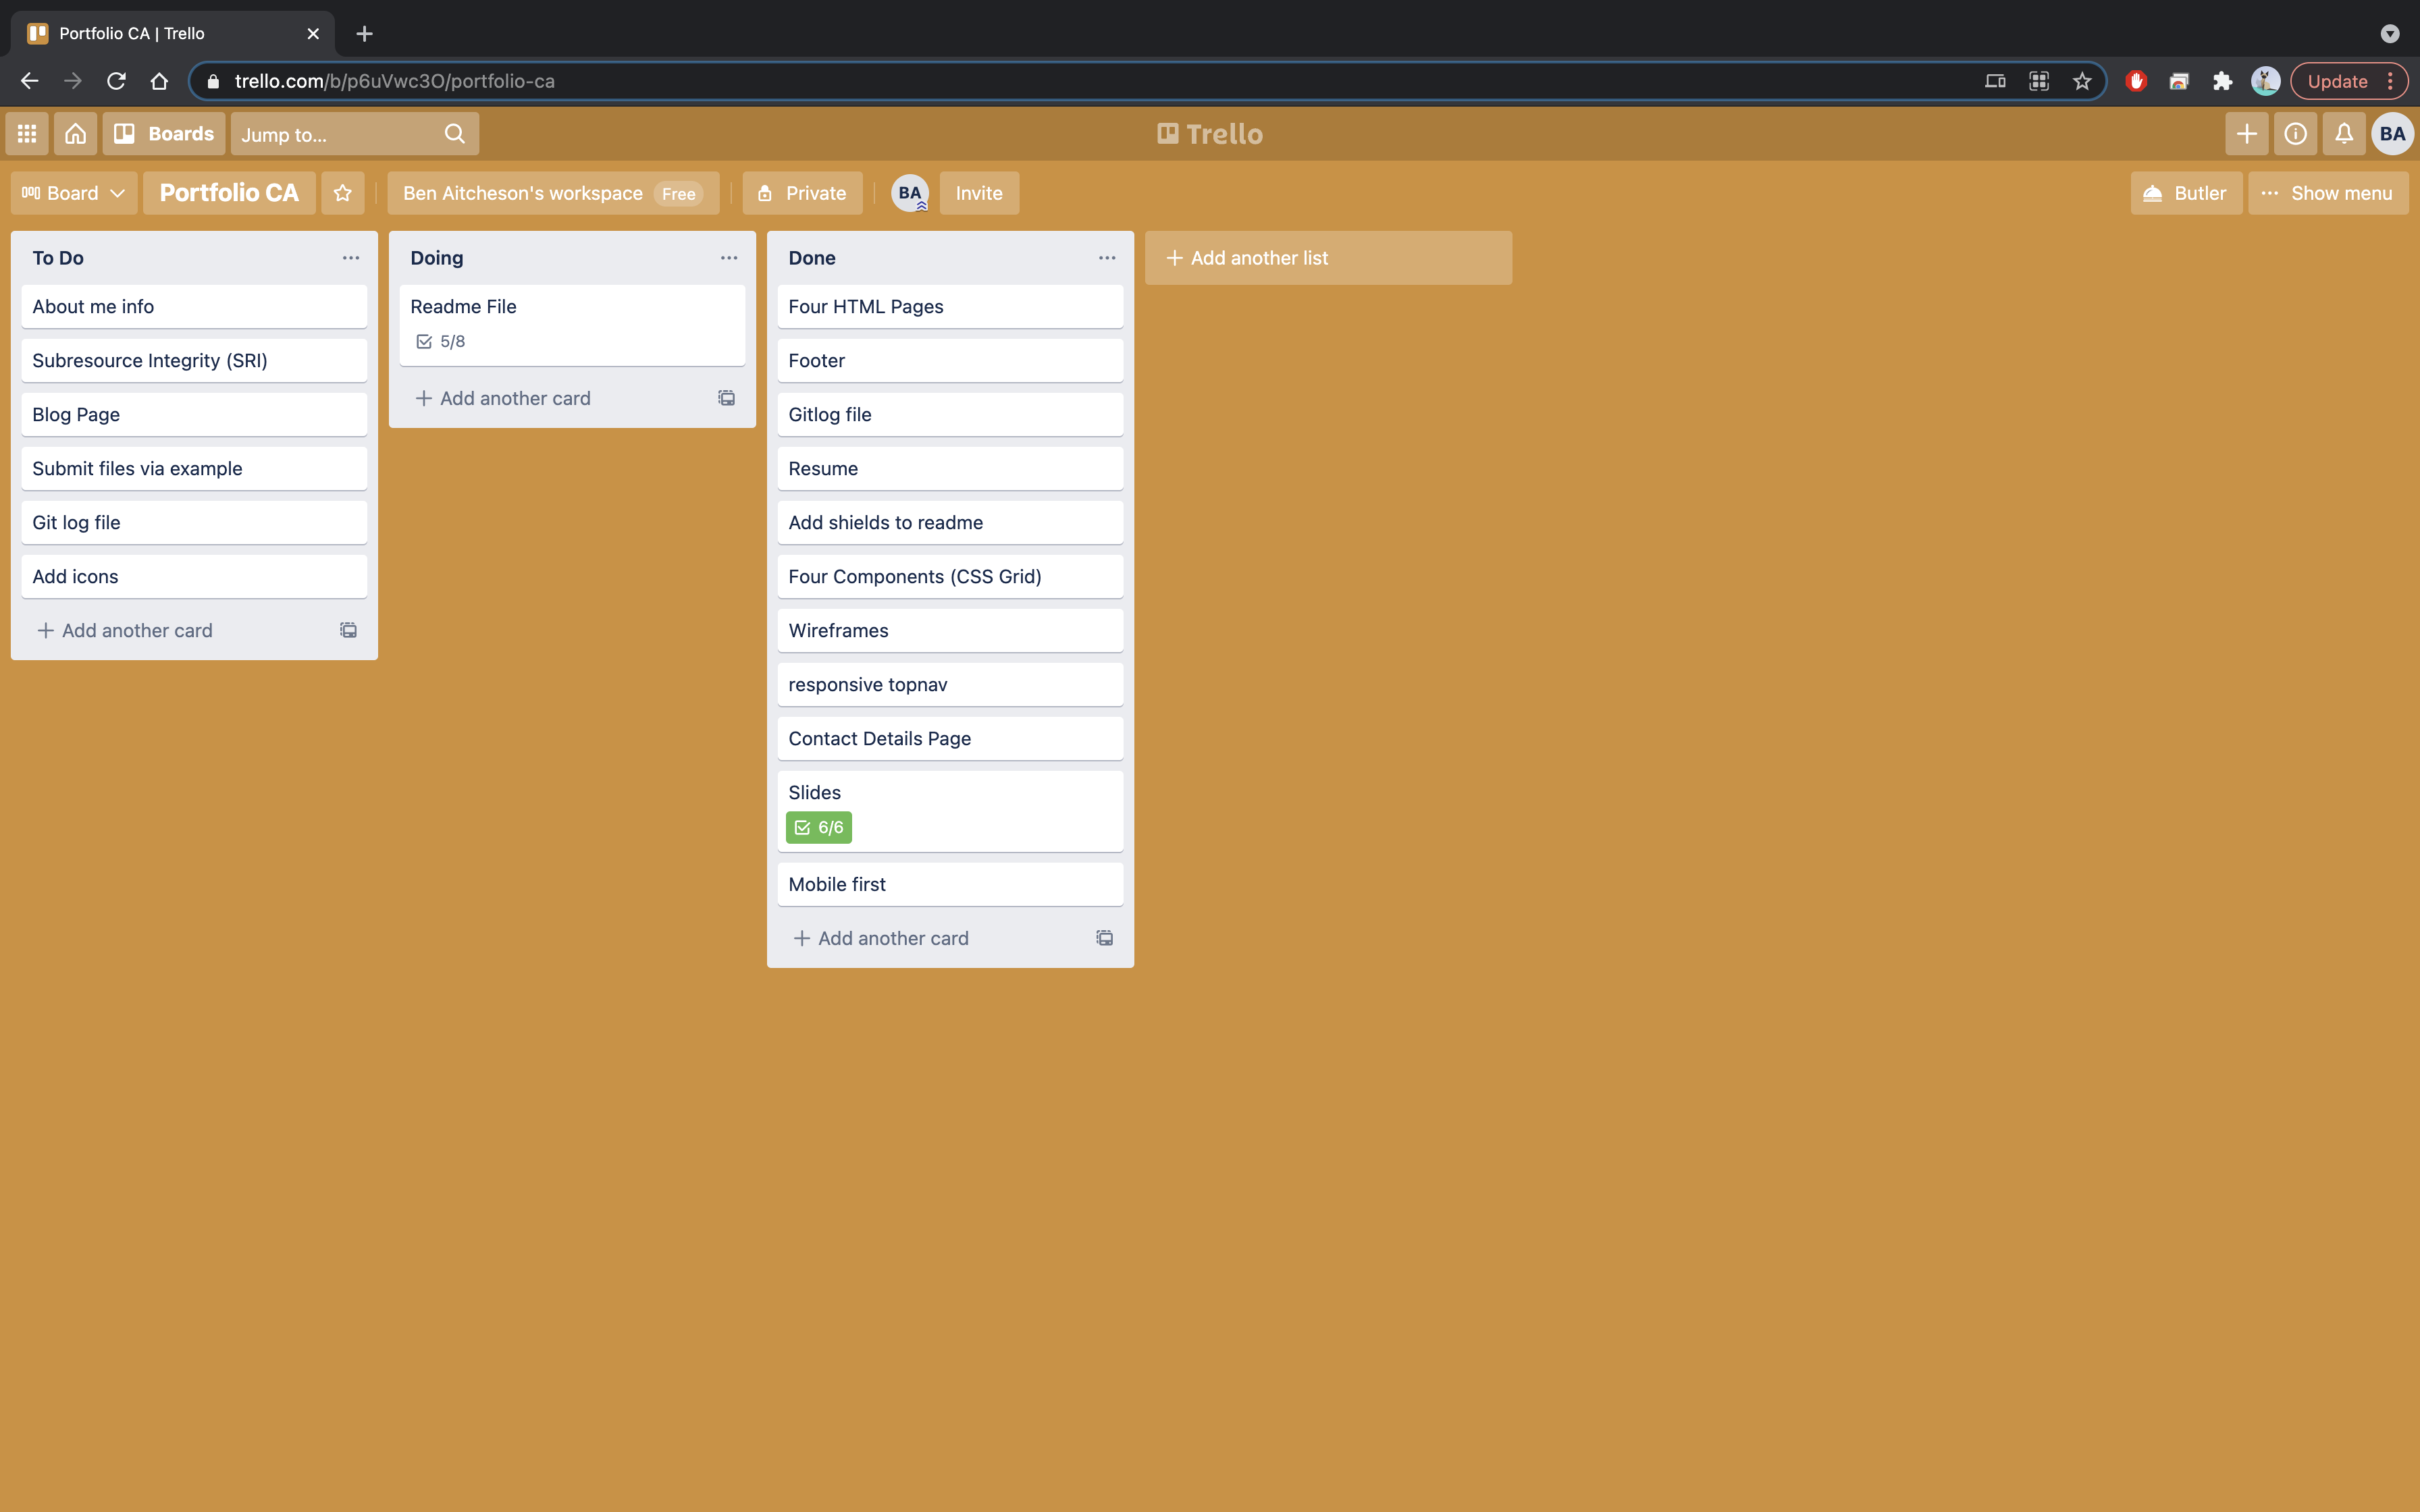 Portfolio CA | Trello
trello.com/b/p6uVwc3O/portfolio-ca
Update
Boards
Jump to...
Trello
BA
Board
Portfolio CA
Ben Aitcheson's workspace Free
Private
BA
Invite
Butler
Show menu
To Do
About me info
Subresource Integrity (SRI)
Blog Page
Submit files via example
Git log file
Add icons
Add another card
Doing
Readme File
5/8
Add another card
Done
Four HTML Pages
Footer
Gitlog file
Resume
Add shields to readme
Four Components (CSS Grid)
Wireframes
responsive topnav
Contact Details Page
Slides
6/6
Mobile first
Add another card
Add another list